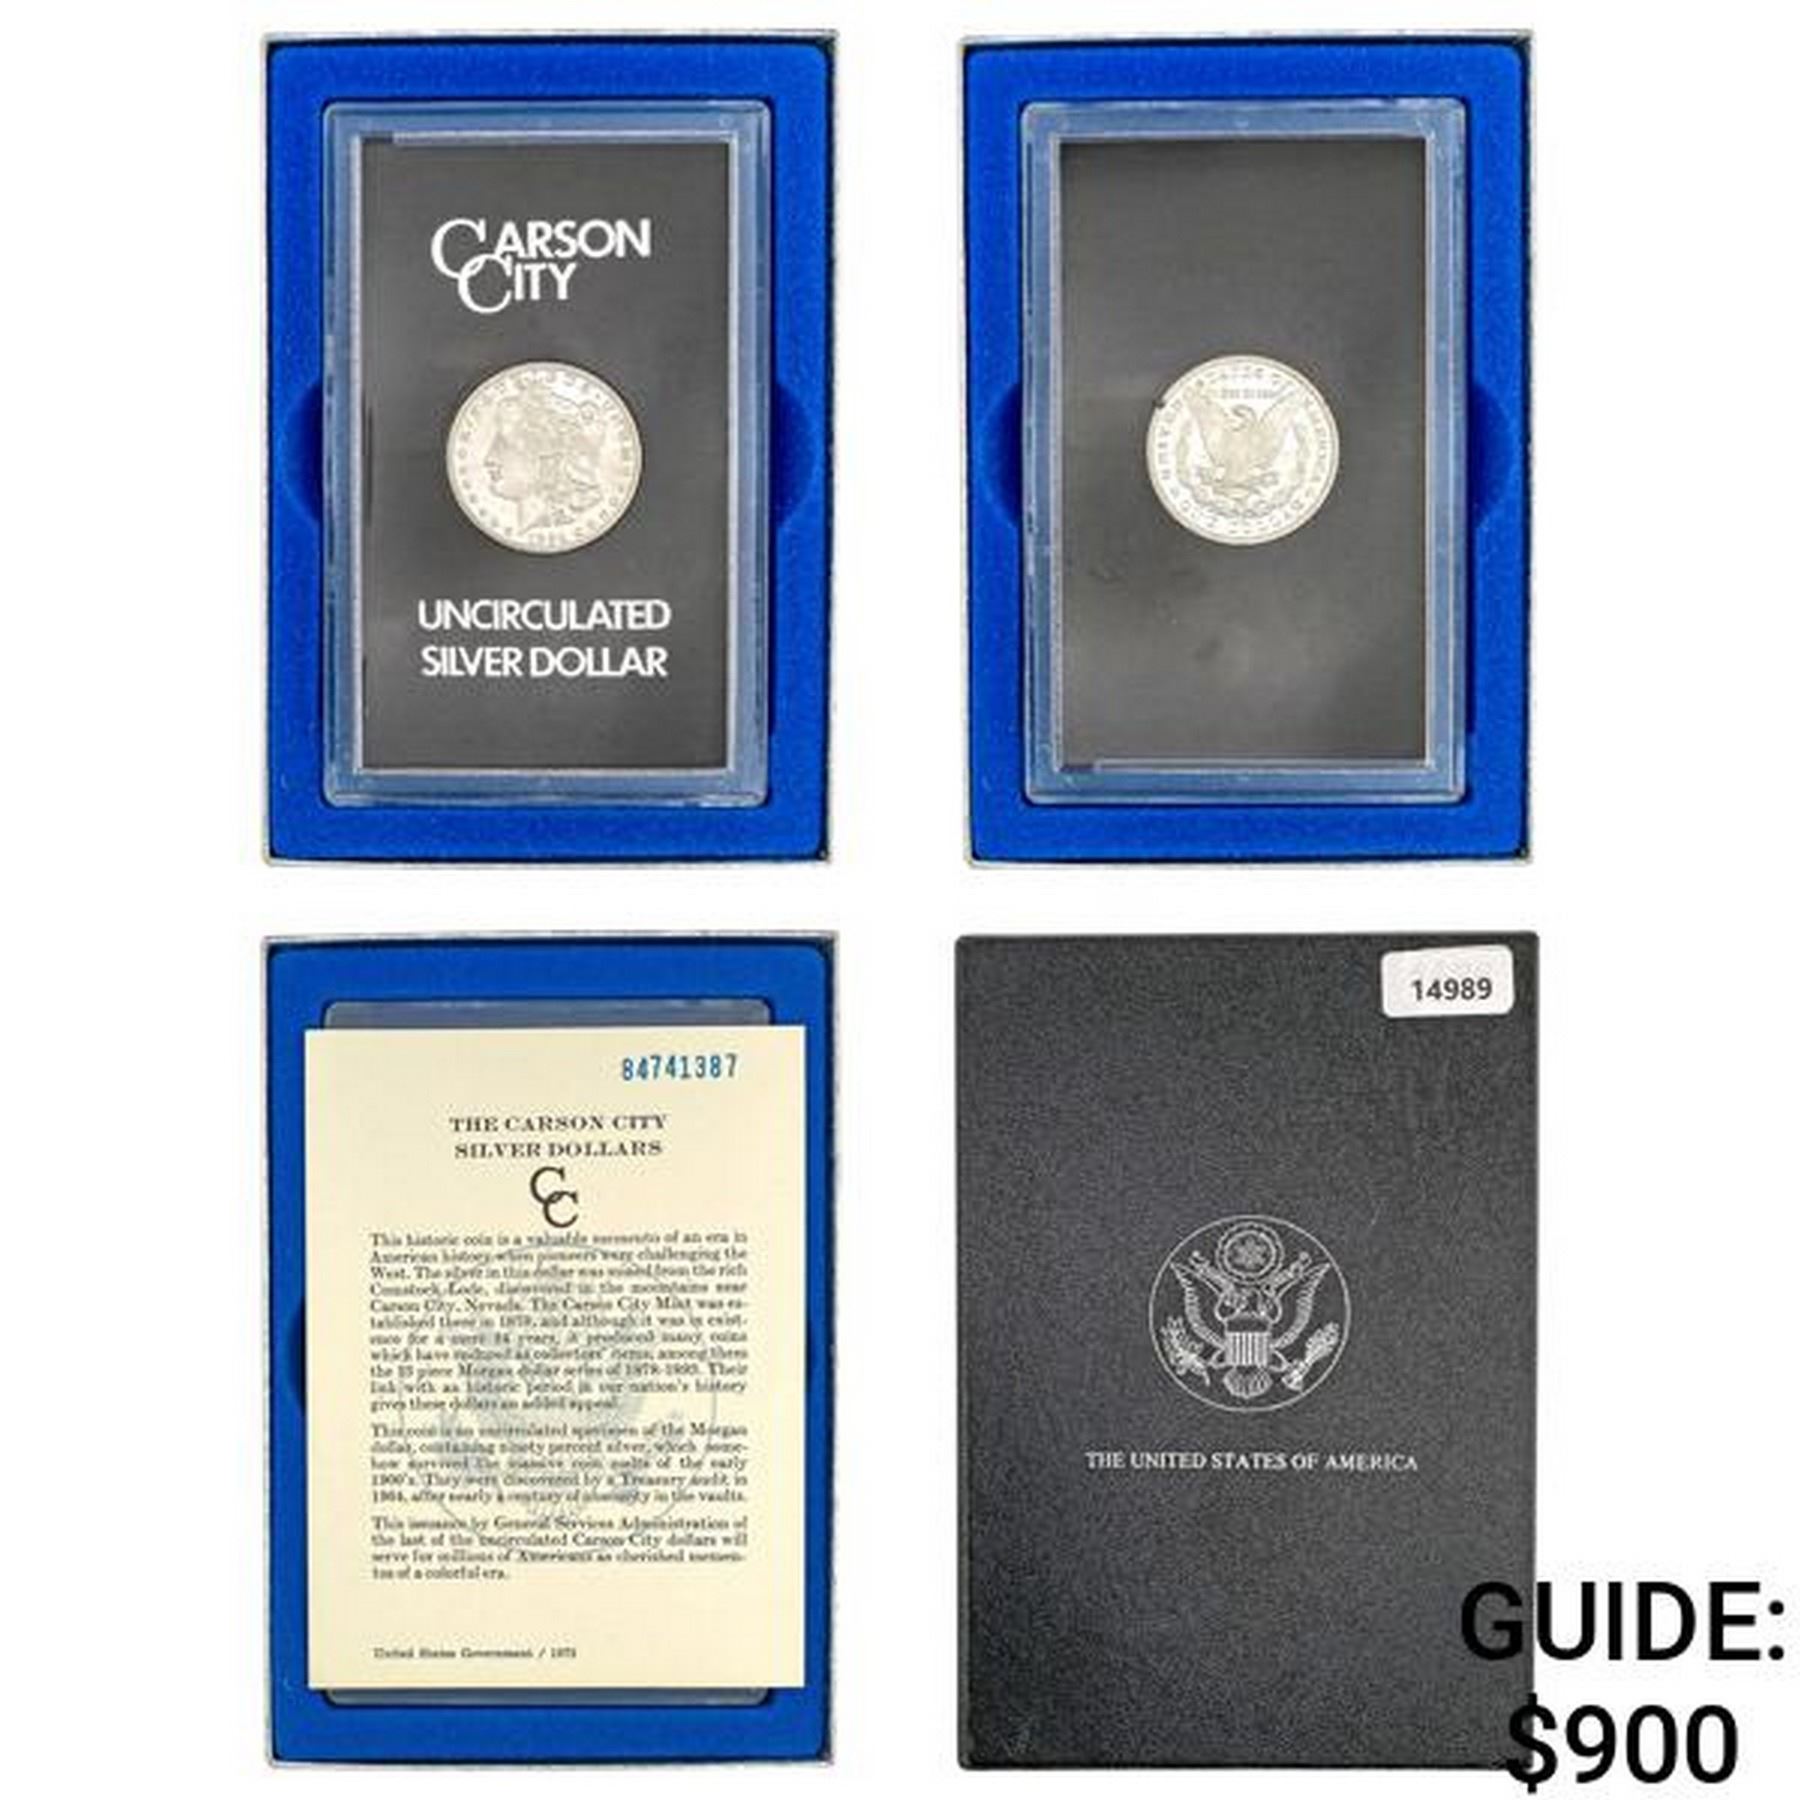 CARSON
CITY
UNCIRCULATED
SILVER DOLLAR
84741387
THE CARSON CITY
SILVER DOLLARS
CC
This historic coin is a valuable memento of an era in
American history when pioneers were challenging the
West. The silver in this dollar was mined from the rich
Comstock Lode, discovered in the mountains near
Carson City, Nevada. The Carson City Mint was es-
tablished there in 1870, and although it was in exist-
ence for a mere 24 years, it produced many coins
which have endured as collectors' items, among them
the 13 piece Morgan dollar series of 1878-1893. Their
link with an historic period in our nation's history
gives these dollars an added appeal.
This coin is an uncirculated specimen of the Morgan
dollar, containing ninety percent silver, which some-
how survived the massive coin melts of the early
1900's. They were discovered by a Treasury audit in
1964, after nearly a century of obscurity in the vaults.
This issuance by General Services Administration of
the last of the uncirculated Carson City dollars will
serve for millions of Americans as cherished memen-
tos of a colorful era.
United States Government /
14989
THE UNITED STATES OF AMERICA
GUIDE:
$900